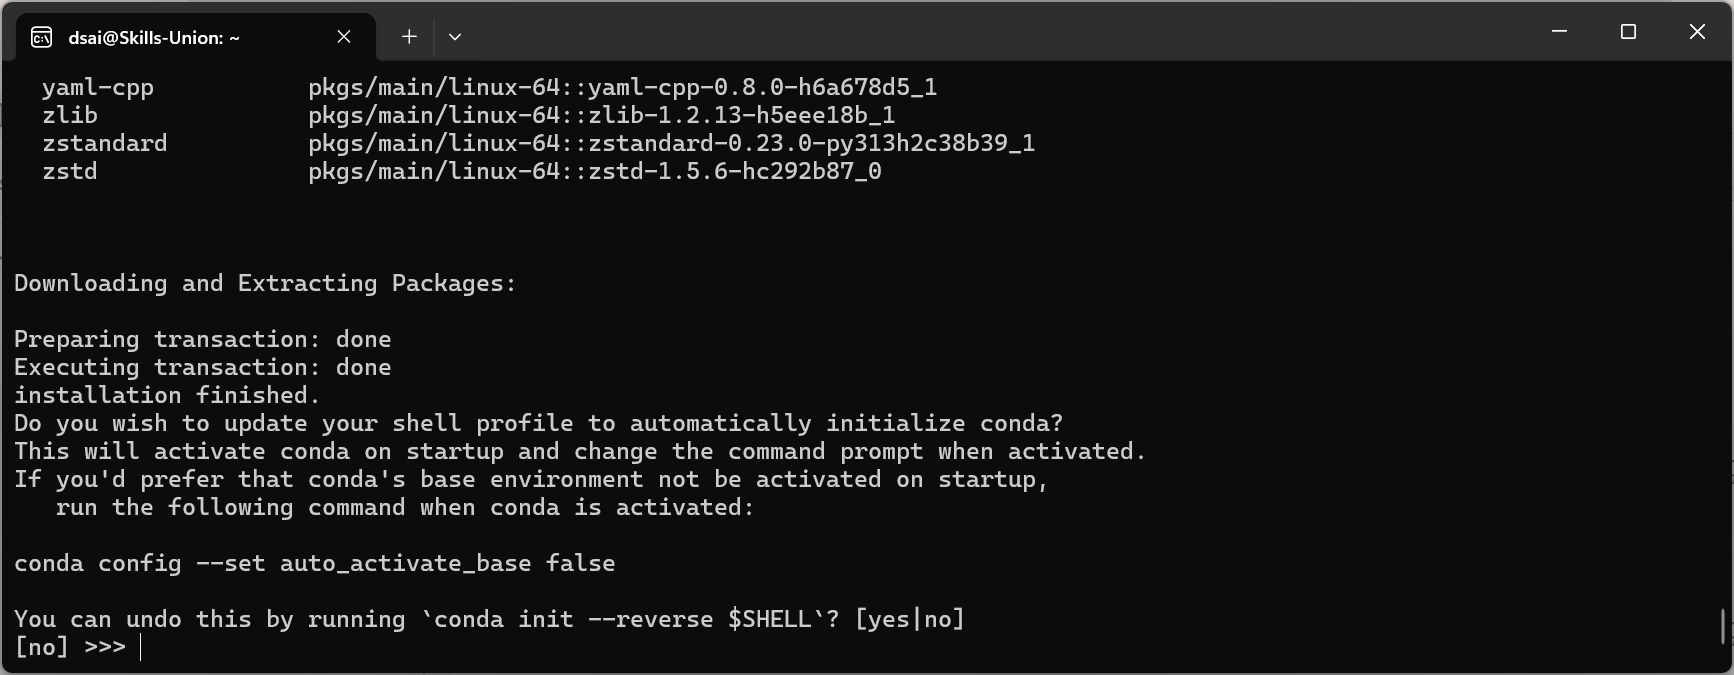 dsai@Skills-Union: ~
yaml-cpp pkgs/main/linux-64::yaml-cpp-0.8.0-h6a678d5_1
zlib pkgs/main/linux-64::zlib-1.2.13-h5eee18b_1
zstandard pkgs/main/linux-64::zstandard-0.23.0-py313h2c38b39_1
zstd pkgs/main/linux-64::zstd-1.5.6-hc292b87_0
Downloading and Extracting Packages:
Preparing transaction: done
Executing transaction: done
installation finished.
Do you wish to update your shell profile to automatically initialize conda?
This will activate conda on startup and change the command prompt when activated.
If you'd prefer that conda's base environment not be activated on startup,
run the following command when conda is activated:
conda config --set auto_activate_base false
You can undo this by running `conda init --reverse $SHELL`? [yes|no]
[no] >>>